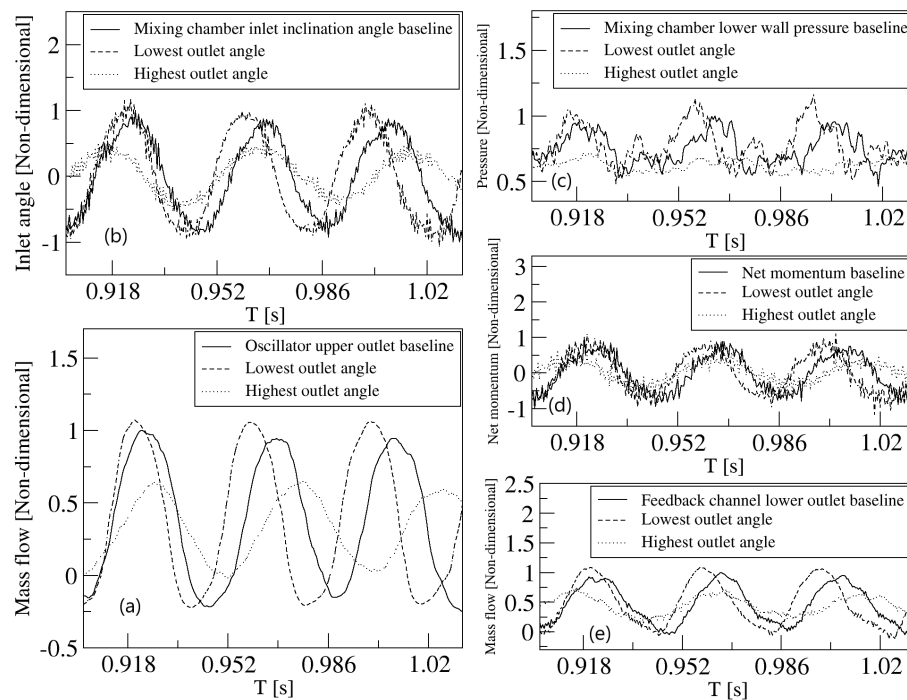 Mixing chamber inlet inclination angle baseline
Lowest outlet angle
Highest outlet angle
2
1
0
-1
Inlet angle [Non-dimensional]
(b)
0.918 0.952 0.986 1.02
T [s]
Oscillator upper outlet baseline
Lowest outlet angle
Highest outlet angle
1.5
1
0.5
0
-0.5
Mass flow [Non-dimensional]
(a)
0.918 0.952 0.986 1.02
T [s]
Mixing chamber lower wall pressure baseline
Lowest outlet angle
Highest outlet angle
1.5
1
0.5
Pressure [Non-dimensional]
(c)
0.918 0.952 0.986 1.02
T [s]
Net momentum baseline
Lowest outlet angle
Highest outlet angle
3
2
1
0
-1
Net momentum [Non-dimensional]
(d)
0.918 0.952 0.986 1.02
T [s]
Feedback channel lower outlet baseline
Lowest outlet angle
Highest outlet angle
2.5
2
1.5
1
0.5
0
Mass flow [Non-dimensional]
(e)
0.918 0.952 0.986 1.02
T [s]